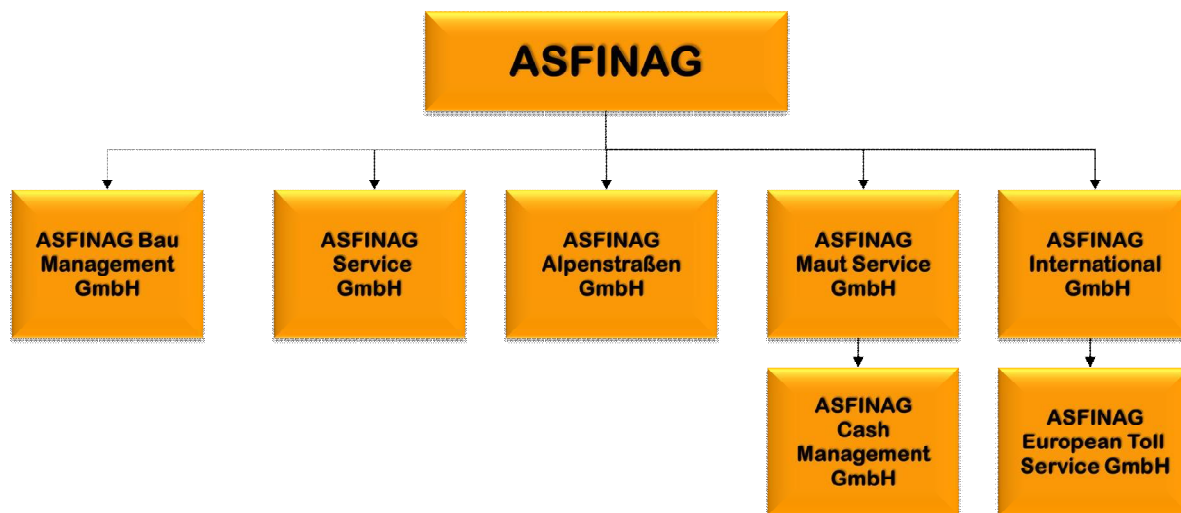 ASFINAG
ASFINAG Bau
Management
GmbH
ASFINAG
Service
GmbH
ASFINAG
Alpenstraßen
GmbH
ASFINAG
Maut Service
GmbH
ASFINAG
International
GmbH
ASFINAG
Cash
Management
GmbH
ASFINAG
European Toll
Service GmbH